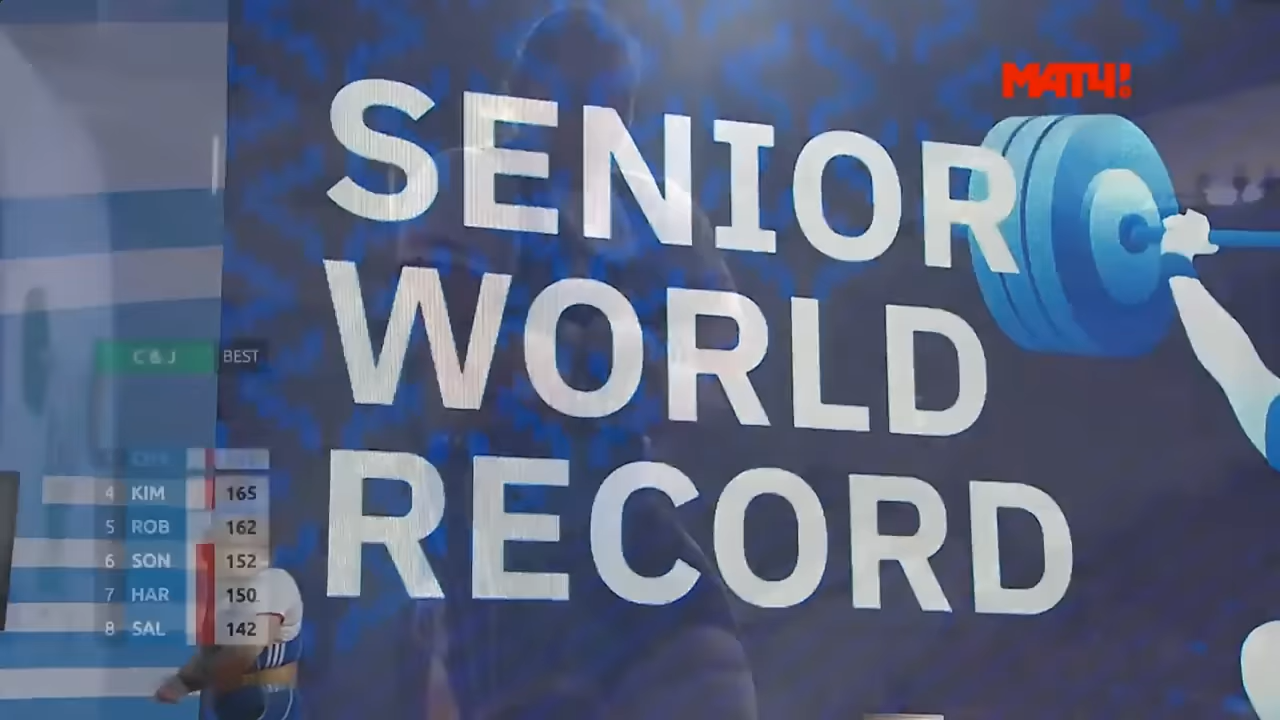 МАТЧ!
SENIOR
WORLD
RECORD
C & J BEST
4 KIM 165
5 ROB 162
6 SON 152
7 HAR 150
8 SAL 142